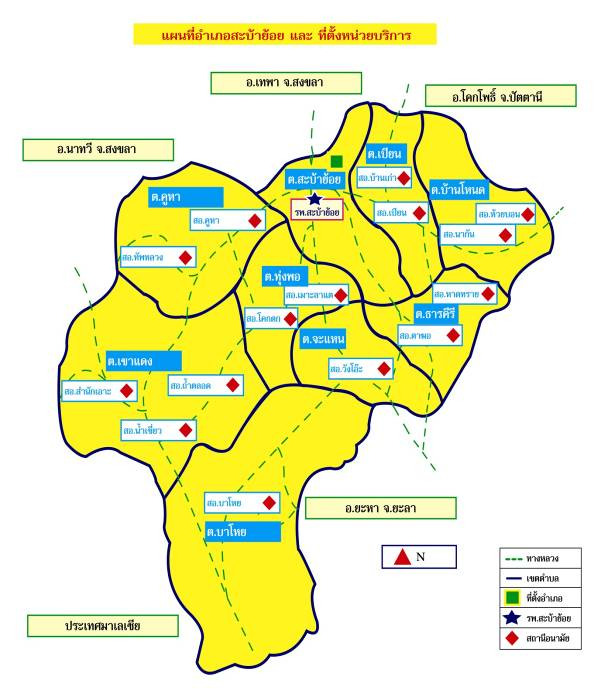 แผนที่อำเภอสะบ้าย้อย และ ที่ตั้งหน่วยบริการ
อ.เทพา จ.สงขลา
อ.โคกโพธิ์ จ.ปัตตานี
อ.นาทวี จ.สงขลา
ต.เปียน
สอ.บ้านเก่า
ต.สะบ้าย้อย
ต.บ้านโหนด
ต.คูหา
รพ.สะบ้าย้อย
สอ.เปียน
สอ.ห้วยบอน
สอ.คูหา
สอ.นากัน
สอ.ทัพหลวง
ต.ทุ่งพอ
สอ.เมาะลาแต
สอ.หาดทราย
สอ.โคกตก
ต.ธารคีรี
ต.จะแหน
สอ.ตาผอ
ต.เขาแดง
สอ.วังโอ๊ะ
สอ.สำนักเอาะ
สอ.ถ้ำตลอด
สอ.น้ำเชี่ยว
สอ.บาโหย
อ.ยะหา จ.ยะลา
ต.บาโหย
N
ทางหลวง
เขตตำบล
ที่ตั้งอำเภอ
รพ.สะบ้าย้อย
สถานีอนามัย
ประเทศมาเลเซีย